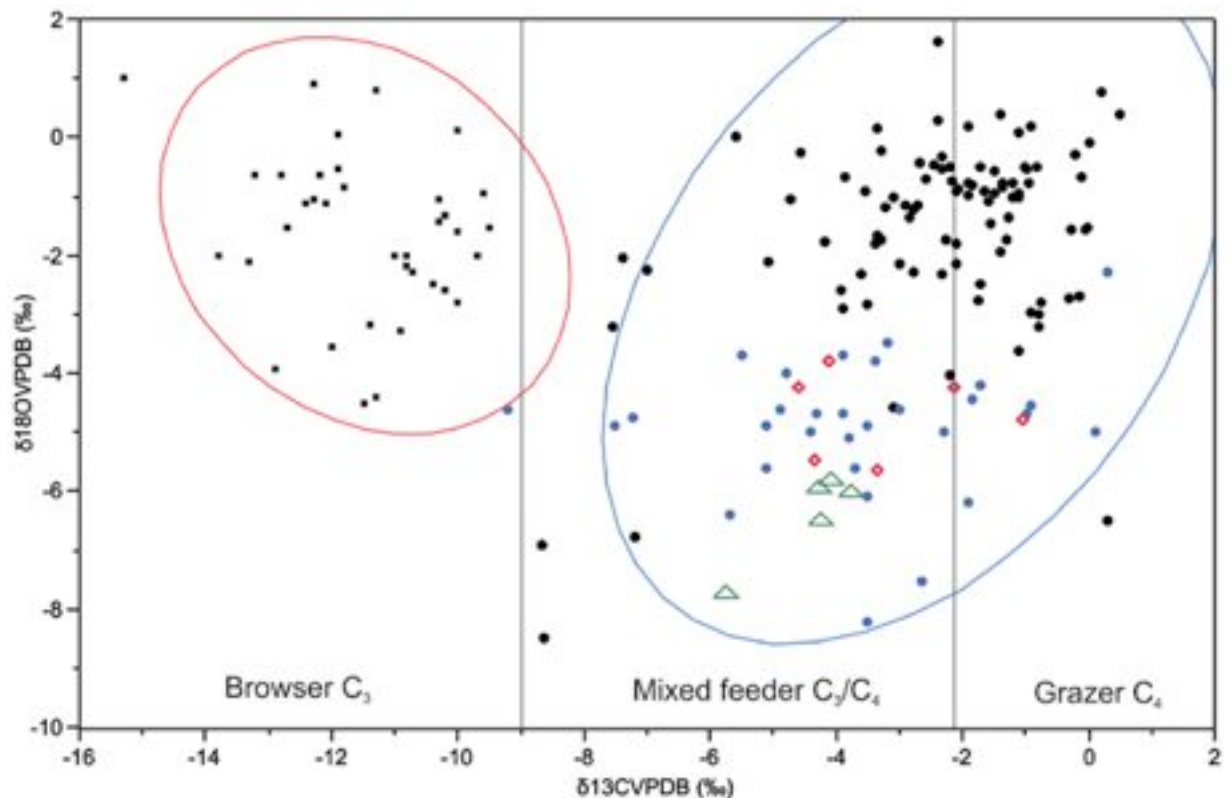 2
0
-2
-4
-6
-8
-10
δ18OVPDB (‰)
Browser C₃
Mixed feeder C₃/C₄
Grazer C₄
-16 -14 -12 -10 -8 -6 -4 -2 0 2
δ13CVPDB (‰)